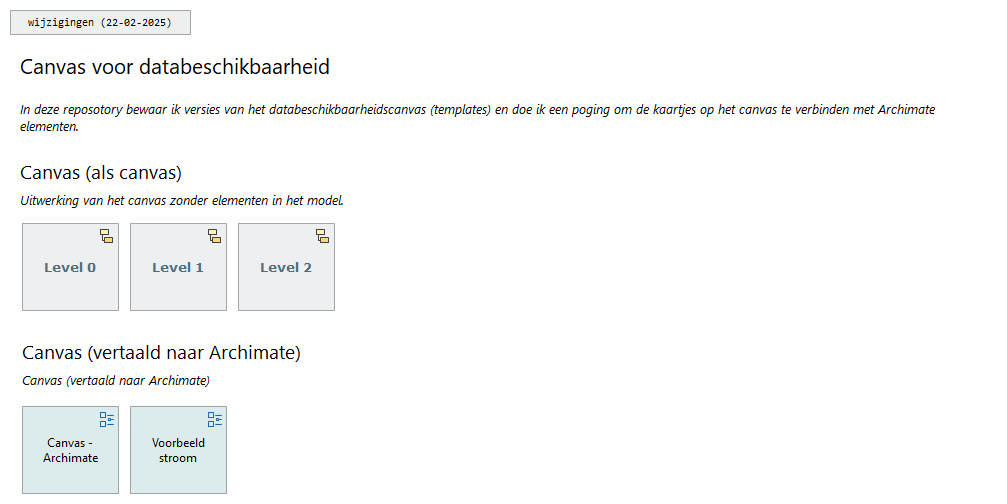 wijzigingen (22-02-2025)
Canvas voor databeschikbaarheid
In deze reposotory bewaar ik versies van het databeschikbaarheidscanvas (templates) en doe ik een poging om de kaartjes op het canvas te verbinden met Archimate
elementen.
Canvas (als canvas)
Uitwerking van het canvas zonder elementen in het model.
Level 0
Level 1
Level 2
Canvas (vertaald naar Archimate)
Canvas (vertaald naar Archimate)
Canvas -
Archimate
Voorbeeld
stroom